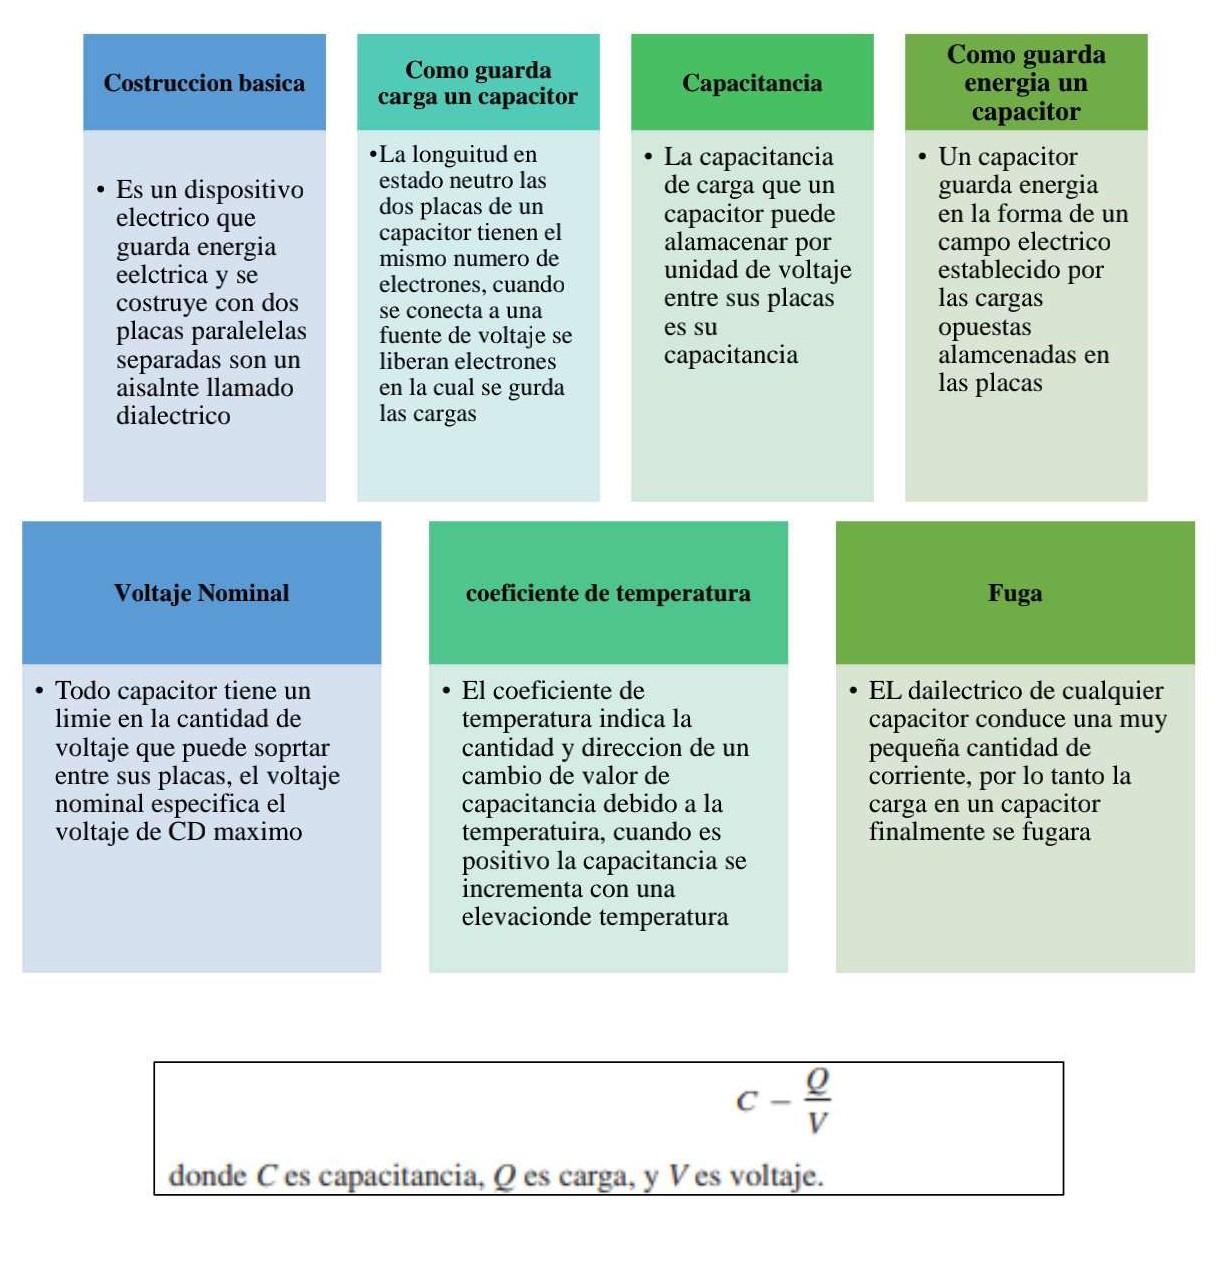 Costruccion basica
• Es un dispositivo
electrico que
guarda energia
eelctrica y se
costruye con dos
placas paralelelas
separadas son un
aisalnte llamado
dialectrico
Como guarda
carga un capacitor
•La longuitud en
estado neutro las
dos placas de un
capacitor tienen el
mismo numero de
electrones, cuando
se conecta a una
fuente de voltaje se
liberan electrones
en la cual se gurda
las cargas
Capacitancia
• La capacitancia
de carga que un
capacitor puede
alamacenar por
unidad de voltaje
entre sus placas
es su
capacitancia
Como guarda
energia un
capacitor
• Un capacitor
guarda energia
en la forma de un
campo electrico
establecido por
las cargas
opuestas
alamcenadas en
las placas
Voltaje Nominal
• Todo capacitor tiene un
limie en la cantidad de
voltaje que puede soprtar
entre sus placas, el voltaje
nominal especifica el
voltaje de CD maximo
coeficiente de temperatura
• El coeficiente de
temperatura indica la
cantidad y direccion de un
cambio de valor de
capacitancia debido a la
temperatuira, cuando es
positivo la capacitancia se
incrementa con una
elevacionde temperatura
Fuga
• EL dailectrico de cualquier
capacitor conduce una muy
pequeña cantidad de
corriente, por lo tanto la
carga en un capacitor
finalmente se fugara
C – Q/V
donde C es capacitancia, Q es carga, y V es voltaje.